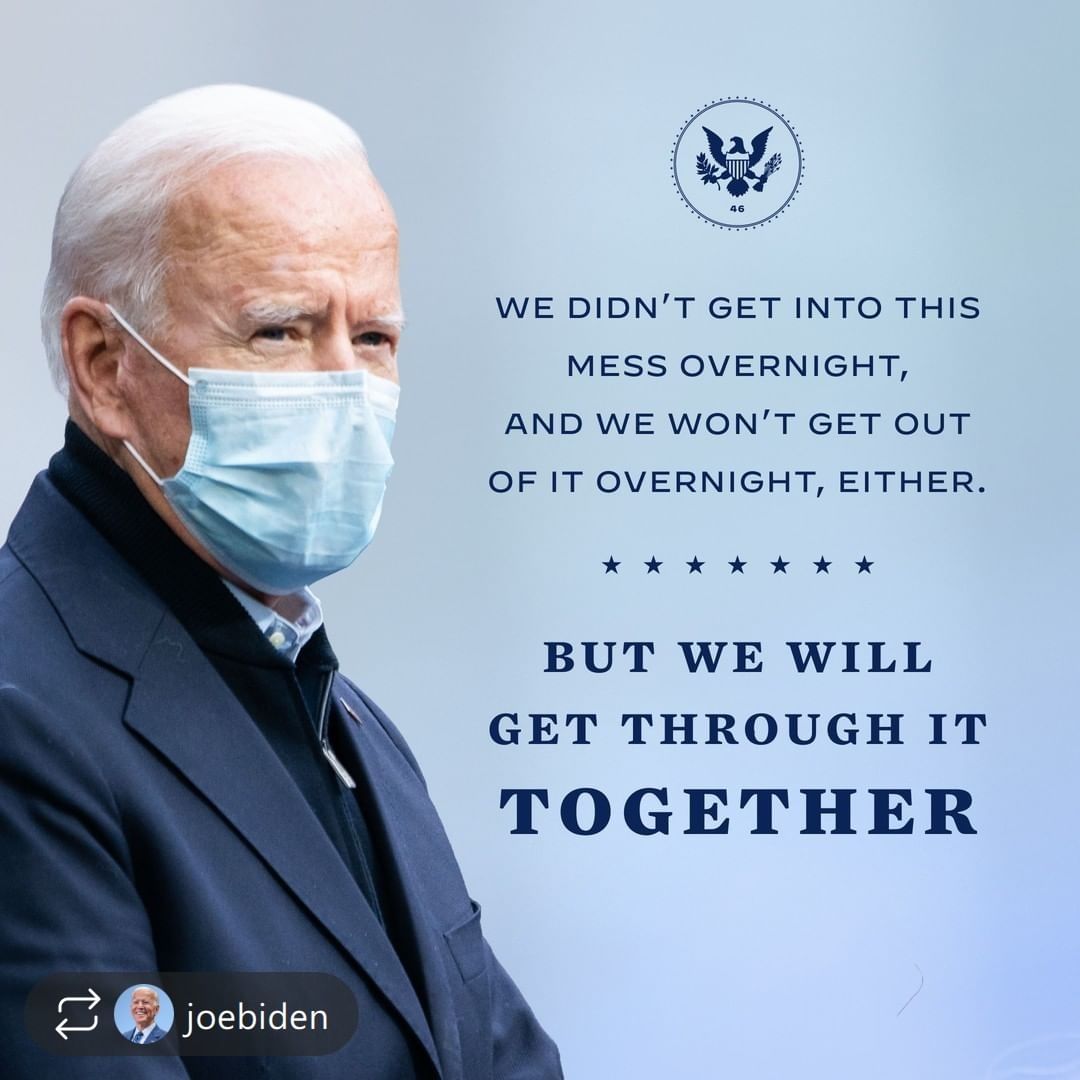 46
WE DIDN'T GET INTO THIS
MESS OVERNIGHT,
AND WE WON'T GET OUT
OF IT OVERNIGHT, EITHER.
BUT WE WILL
GET THROUGH IT
TOGETHER
joebiden